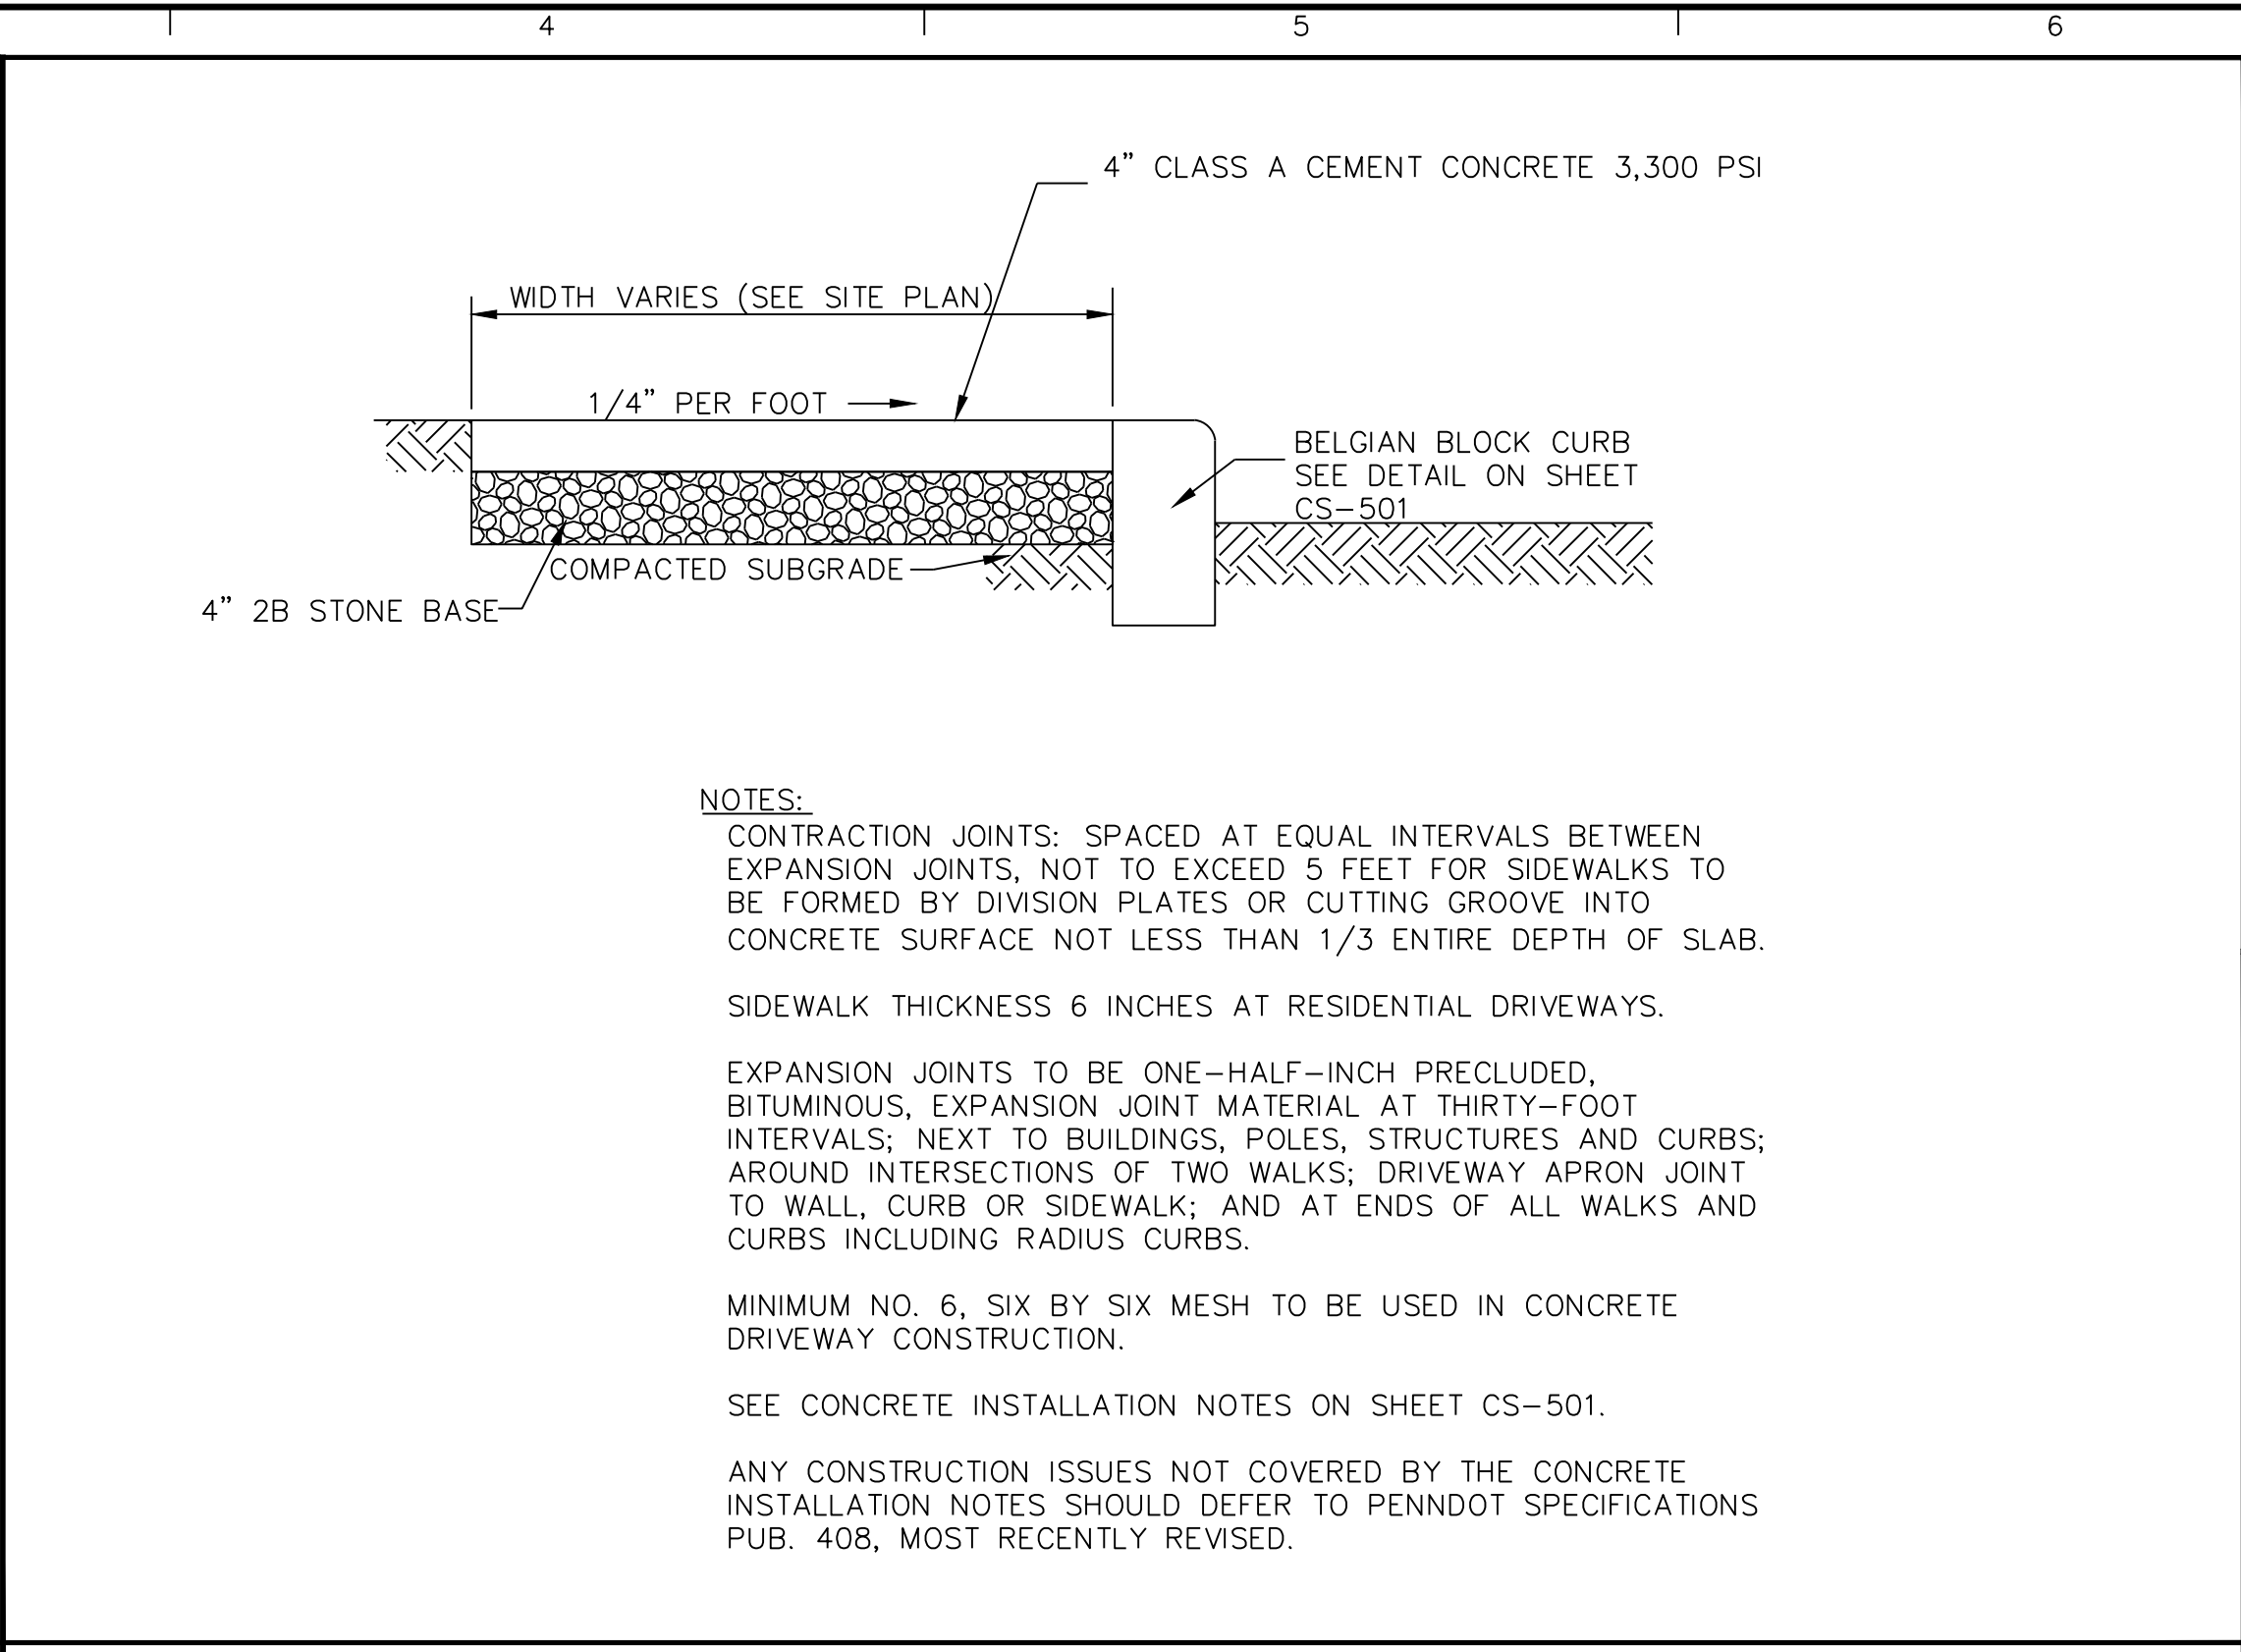 4 5 6
4” CLASS A CEMENT CONCRETE 3,300 PSI
WIDTH VARIES (SEE SITE PLAN)
1/4” PER FOOT
BELGIAN BLOCK CURB
SEE DETAIL ON SHEET
CS-501
COMPACTED SUBGRADE
4” 2B STONE BASE
NOTES:
CONTRACTION JOINTS: SPACED AT EQUAL INTERVALS BETWEEN
EXPANSION JOINTS, NOT TO EXCEED 5 FEET FOR SIDEWALKS TO
BE FORMED BY DIVISION PLATES OR CUTTING GROOVE INTO
CONCRETE SURFACE NOT LESS THAN 1/3 ENTIRE DEPTH OF SLAB.
SIDEWALK THICKNESS 6 INCHES AT RESIDENTIAL DRIVEWAYS.
EXPANSION JOINTS TO BE ONE-HALF-INCH PRECLUDED,
BITUMINOUS, EXPANSION JOINT MATERIAL AT THIRTY-FOOT
INTERVALS; NEXT TO BUILDINGS, POLES, STRUCTURES AND CURBS;
AROUND INTERSECTIONS OF TWO WALKS; DRIVEWAY APRON JOINT
TO WALL, CURB OR SIDEWALK; AND AT ENDS OF ALL WALKS AND
CURBS INCLUDING RADIUS CURBS.
MINIMUM NO. 6, SIX BY SIX MESH TO BE USED IN CONCRETE
DRIVEWAY CONSTRUCTION.
SEE CONCRETE INSTALLATION NOTES ON SHEET CS-501.
ANY CONSTRUCTION ISSUES NOT COVERED BY THE CONCRETE
INSTALLATION NOTES SHOULD DEFER TO PENNDOT SPECIFICATIONS
PUB. 408, MOST RECENTLY REVISED.